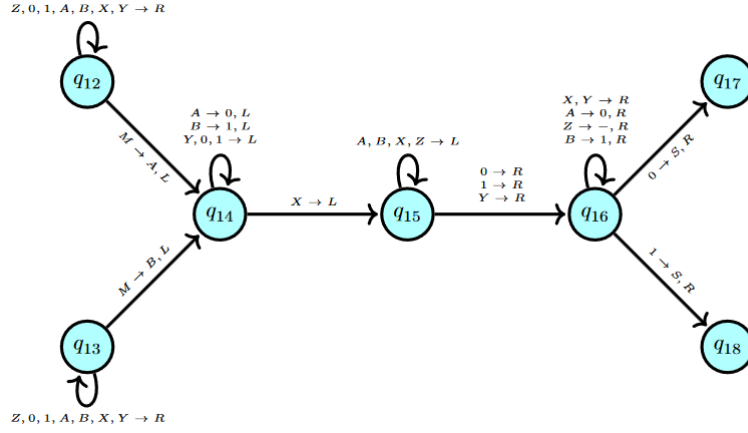 Z, 0, 1, A, B, X, Y → R
q12
q17
X, Y → R
A → 0, R
Z → −, R
B → 1, R
A → 0, L
B → 1, L
Y, 0, 1 → L
A, B, X, Z → L
M → A, L
0 → S, R
0 → R
1 → R
Y → R
X → L
q14
q15
q16
M → B, L
1 → S, R
q13
q18
Z, 0, 1, A, B, X, Y → R